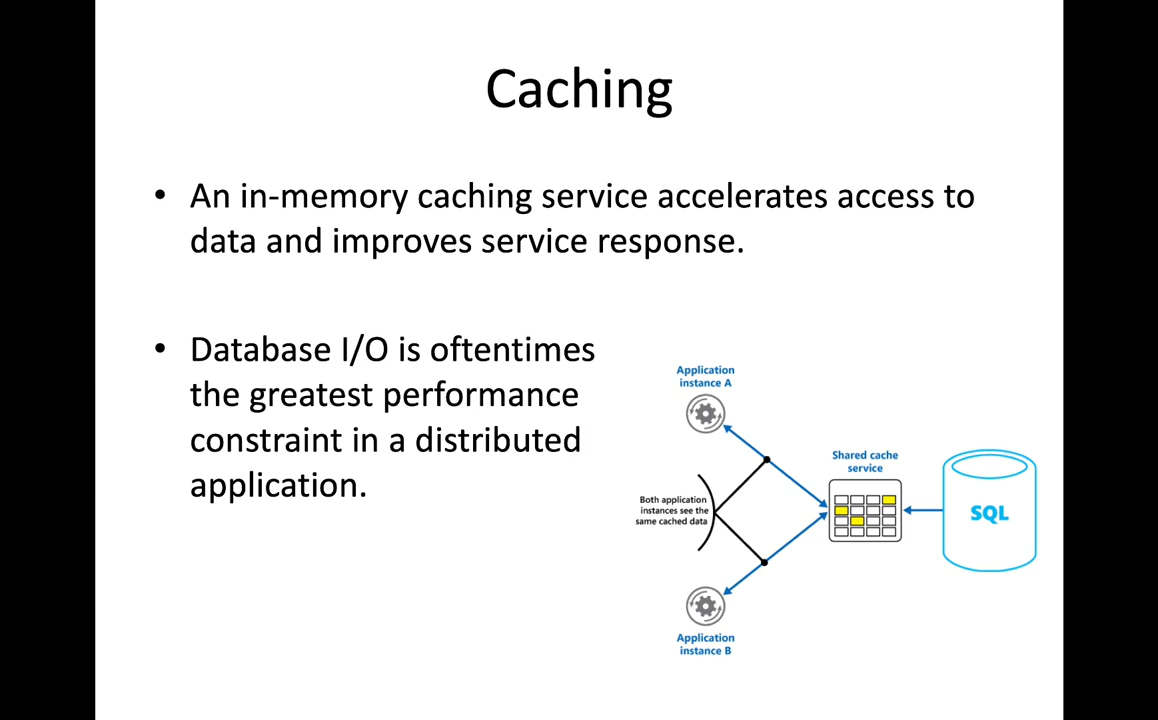 Caching
• An in-memory caching service accelerates access to
data and improves service response.
• Database I/O is oftentimes
the greatest performance
constraint in a distributed
application.
Application
instance A
Shared cache
service
Both application
instances see the
same cached data
SQL
Application
instance B